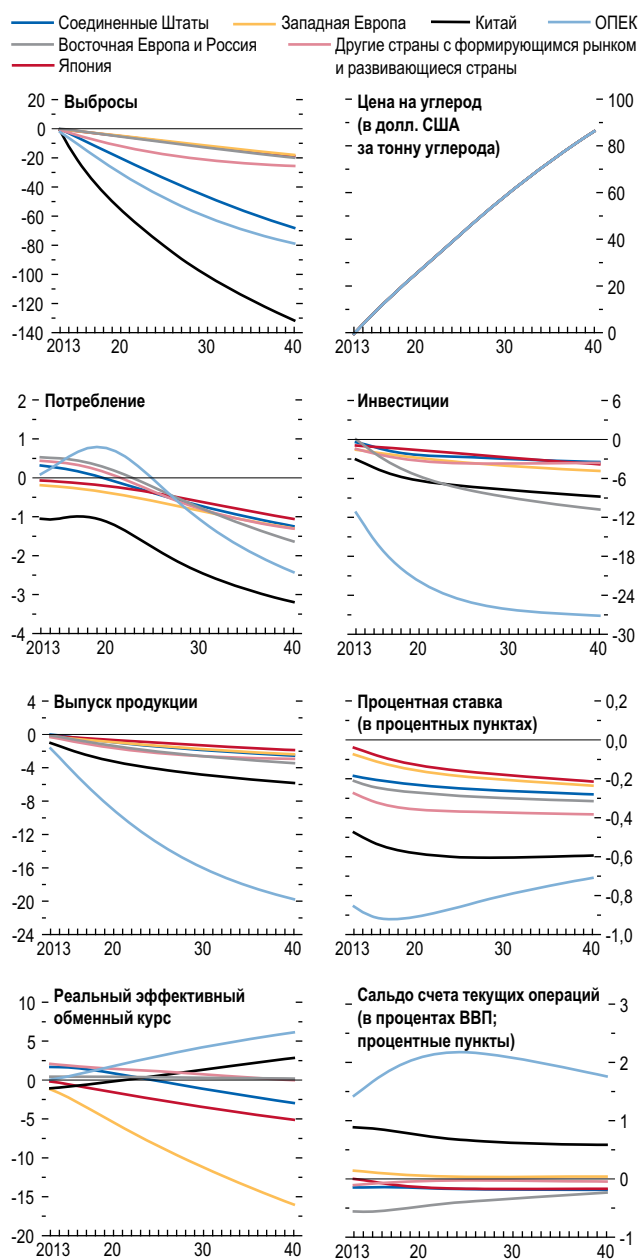 Соединенные Штаты
Западная Европа
Китай
ОПЕК
Восточная Европа и Россия
Другие страны с формирующимся рынком
и развивающиеся страны
Япония
Выбросы
20
0
-20
-40
-60
-80
-100
-120
-140
2013 20 30 40
Цена на углерод
(в долл. США
за тонну углерода)
100
80
60
40
20
0
2013 20 30 40
Потребление
2
1
0
-1
-2
-3
-4
2013 20 30 40
Инвестиции
6
0
-6
-12
-18
-24
-30
2013 20 30 40
Выпуск продукции
4
0
-4
-8
-12
-16
-20
-24
2013 20 30 40
Процентная ставка
(в процентных пунктах)
0,2
0,0
-0,2
-0,4
-0,6
-0,8
-1,0
2013 20 30 40
Реальный эффективный
обменный курс
10
5
0
-5
-10
-15
-20
2013 20 30 40
Сальдо счета текущих операций
(в процентах ВВП;
процентные пункты)
3
2
1
0
-1
2013 20 30 40